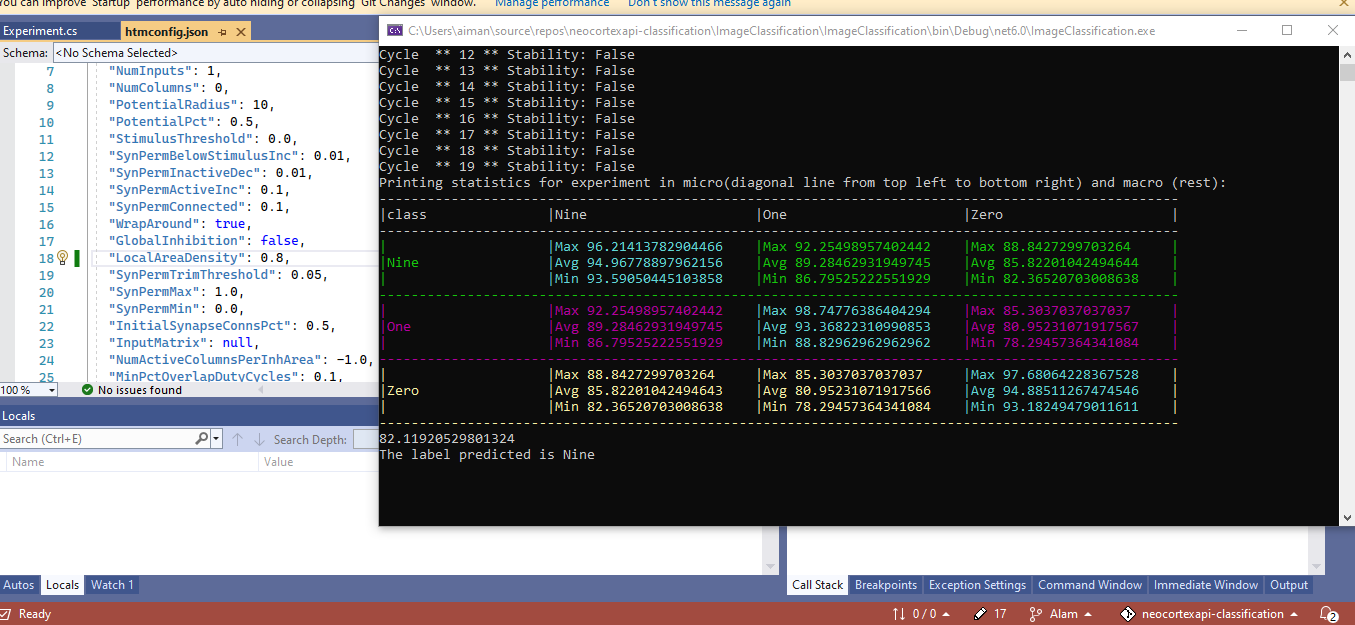 You can improve 'Startup' performance by auto hiding or collapsing 'Git Changes' window. Manage performance Don't show this message again
Experiment.cs
htmconfig.json
Schema: <No Schema Selected>
7 "NumInputs": 1,
8 "NumColumns": 0,
9 "PotentialRadius": 10,
10 "PotentialPct": 0.5,
11 "StimulusThreshold": 0.0,
12 "SynPermBelowStimulusInc": 0.01,
13 "SynPermInactiveDec": 0.01,
14 "SynPermActiveInc": 0.1,
15 "SynPermConnected": 0.1,
16 "WrapAround": true,
17 "GlobalInhibition": false,
18 "LocalAreaDensity": 0.8,
19 "SynPermTrimThreshold": 0.05,
20 "SynPermMax": 1.0,
21 "SynPermMin": 0.0,
22 "InitialSynapseConnsPct": 0.5,
23 "InputMatrix": null,
24 "NumActiveColumnsPerInhArea": -1.0,
25 "MinPctOverlapDutyCycles": 0.1,
100 % No issues found
Locals
Search (Ctrl+E) Search Depth:
Name Value
Autos Locals Watch 1
C:\Users\aiman\source\repos\neocortexapi-classification\ImageClassification\ImageClassification\bin\Debug\net6.0\ImageClassification.exe
Cycle ** 12 ** Stability: False
Cycle ** 13 ** Stability: False
Cycle ** 14 ** Stability: False
Cycle ** 15 ** Stability: False
Cycle ** 16 ** Stability: False
Cycle ** 17 ** Stability: False
Cycle ** 18 ** Stability: False
Cycle ** 19 ** Stability: False
Printing statistics for experiment in micro(diagonal line from top left to bottom right) and macro (rest):
|class |Nine |One |Zero |
| |Max 96.21413782904466 |Max 92.25498957402442 |Max 88.8427299703264 |
|Nine |Avg 94.96778897962156 |Avg 89.28462931949745 |Avg 85.82201042494644 |
| |Min 93.59050445103858 |Min 86.79525222551929 |Min 82.36520703008638 |
| |Max 92.25498957402442 |Max 98.74776386404294 |Max 85.3037037037037 |
|One |Avg 89.28462931949745 |Avg 93.36822310990853 |Avg 80.95231071917567 |
| |Min 86.79525222551929 |Min 88.82962962962962 |Min 78.29457364341084 |
| |Max 88.8427299703264 |Max 85.3037037037037 |Max 97.68064228367528 |
|Zero |Avg 85.82201042494643 |Avg 80.95231071917566 |Avg 94.88511267474546 |
| |Min 82.36520703008638 |Min 78.29457364341084 |Min 93.18249479011611 |
82.11920529801324
The label predicted is Nine
Call Stack Breakpoints Exception Settings Command Window Immediate Window Output
Ready 0 / 0 17 Alam neocortexapi-classification 2